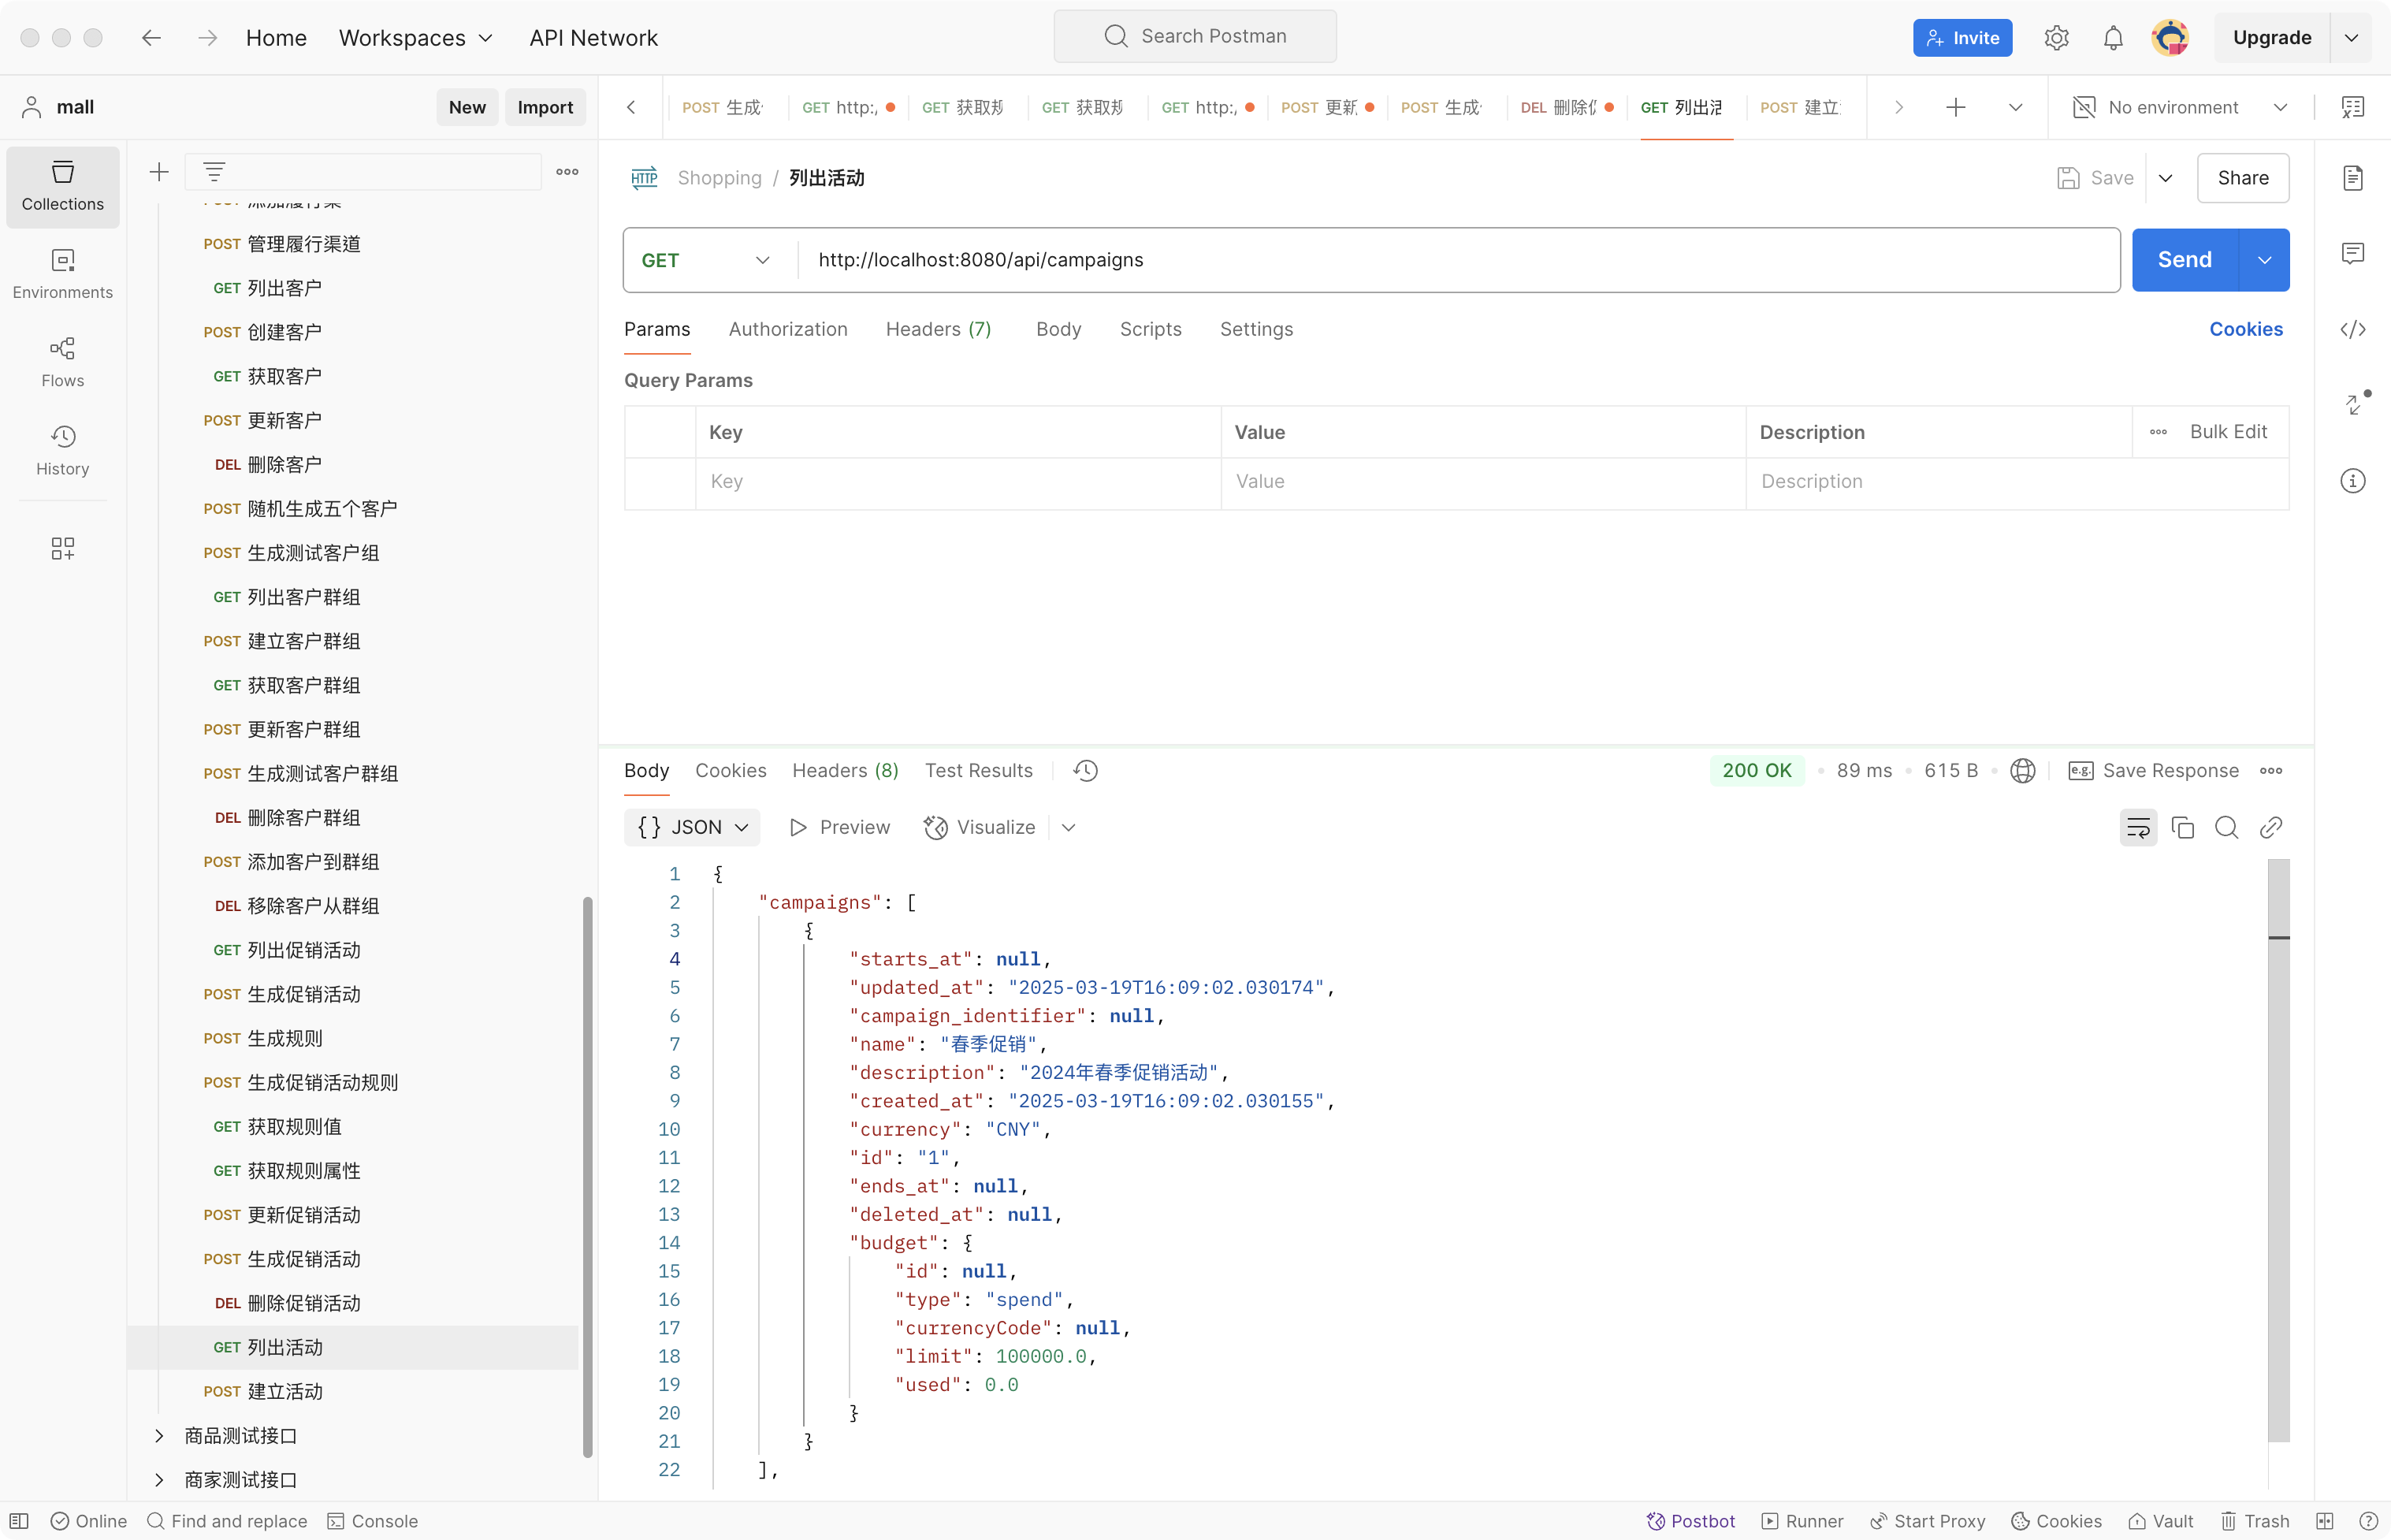 Home Workspaces API Network Search Postman Invite Upgrade
mall New Import
POST 生成 GET http:, GET 获取规 GET 获取规 GET http:, POST 更新 POST 生成 DEL 删除 GET 列出活 POST 建立 No environment
Collections
Environments
Flows
History
POST 管理履行渠道
GET 列出客户
POST 创建客户
GET 获取客户
POST 更新客户
DEL 删除客户
POST 随机生成五个客户
POST 生成测试客户组
GET 列出客户群组
POST 建立客户群组
GET 获取客户群组
POST 更新客户群组
POST 生成测试客户群组
DEL 删除客户群组
POST 添加客户到群组
DEL 移除客户从群组
GET 列出促销活动
POST 生成促销活动
POST 生成规则
POST 生成促销活动规则
GET 获取规则值
GET 获取规则属性
POST 更新促销活动
POST 生成促销活动
DEL 删除促销活动
GET 列出活动
POST 建立活动
商品测试接口
商家测试接口
HTTP Shopping / 列出活动 Save Share
GET http://localhost:8080/api/campaigns Send
Params Authorization Headers (7) Body Scripts Settings Cookies
Query Params
Key Value Description Bulk Edit
Key Value Description
Body Cookies Headers (8) Test Results 200 OK 89 ms 615 B e.g. Save Response
{} JSON Preview Visualize
1 {
2 "campaigns": [
3 {
4 "starts_at": null,
5 "updated_at": "2025-03-19T16:09:02.030174",
6 "campaign_identifier": null,
7 "name": "春季促销",
8 "description": "2024年春季促销活动",
9 "created_at": "2025-03-19T16:09:02.030155",
10 "currency": "CNY",
11 "id": "1",
12 "ends_at": null,
13 "deleted_at": null,
14 "budget": {
15 "id": null,
16 "type": "spend",
17 "currencyCode": null,
18 "limit": 100000.0,
19 "used": 0.0
20 }
21 }
22 ],
Online Find and replace Console Postbot Runner Start Proxy Cookies Vault Trash